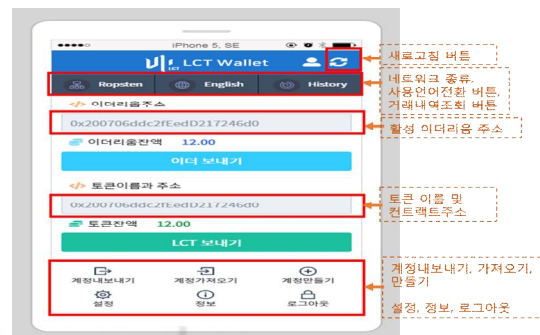 iPhone 5, SE
LCT Wallet
LCT
새로고침 버튼
Ropsten
English
History
네트워크 종류,
사용언어전환 버튼,
거래내역조회 버튼
</> 이더리움주소
0x200706ddc2fEedD217246d0
활성 이더리움 주소
이더리움잔액 12.00
이더 보내기
</> 토큰이름과 주소
0x200706ddc2fEedD217246d0
토큰 이름 및
컨트랙트주소
토큰잔액 12.00
LCT 보내기
계정내보내기
계정가져오기
계정만들기
설정
정보
로그아웃
계정내보내기, 가져오기,
만들기
설정, 정보, 로그아웃